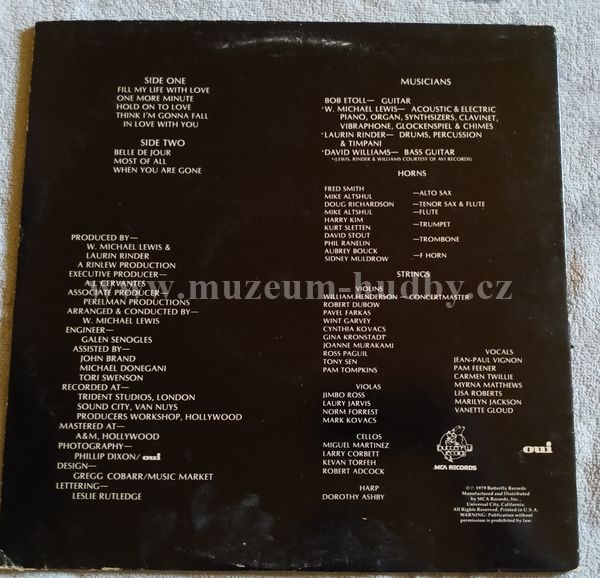 SIDE ONE
FILL MY LIFE WITH LOVE
ONE MORE MINUTE
HOLD ON TO LOVE
THINK I'M GONNA FALL
IN LOVE WITH YOU
SIDE TWO
BELLE DE JOUR
MOST OF ALL
WHEN YOU ARE GONE
PRODUCED BY—
W. MICHAEL LEWIS &
LAURIN RINDER
A RINLEW PRODUCTION
EXECUTIVE PRODUCER—
A.J. CERVANTES
ASSOCIATE PRODUCER—
PERELMAN PRODUCTIONS
ARRANGED & CONDUCTED BY—
W. MICHAEL LEWIS
ENGINEER—
GALEN SENOGLES
ASSISTED BY—
JOHN BRAND
MICHAEL DONEGANI
TORI SWENSON
RECORDED AT—
TRIDENT STUDIOS, LONDON
SOUND CITY, VAN NUYS
PRODUCERS WORKSHOP, HOLLYWOOD
MASTERED AT—
A&M, HOLLYWOOD
PHOTOGRAPHY—
PHILLIP DIXON/oui
DESIGN—
GREGG COBARR/MUSIC MARKET
LETTERING—
LESLIE RUTLEDGE
MUSICIANS
BOB ETOLL— GUITAR
*W. MICHAEL LEWIS— ACOUSTIC & ELECTRIC
PIANO, ORGAN, SYNTHSIZERS, CLAVINET,
VIBRAPHONE, GLOCKENSPIEL & CHIMES
*LAURIN RINDER— DRUMS, PERCUSSION
& TIMPANI
*DAVID WILLIAMS— BASS GUITAR
*(LEWIS, RINDER & WILLIAMS COURTESY OF AVI RECORDS)
HORNS
FRED SMITH
MIKE ALTSHUL —ALTO SAX
DOUG RICHARDSON —TENOR SAX & FLUTE
MIKE ALTSHUL —FLUTE
HARRY KIM
KURT SLETTEN —TRUMPET
DAVID STOUT
PHIL RANELIN —TROMBONE
AUBREY BOUCK
SIDNEY MULDROW —F HORN
STRINGS
VIOLINS
WILLIAM HENDERSON —CONCERTMASTER
ROBERT DUBOW
PAVEL FARKAS
WINT GARVEY
CYNTHIA KOVACS
GINA KRONSTADT
JOANNE MURAKAMI
ROSS PAGUIL
TONY SEN
PAM TOMPKINS
VIOLAS
JIMBO ROSS
LAURY JARVIS
NORM FORREST
MARK KOVACS
CELLOS
MIGUEL MARTINEZ
LARRY CORBETT
KEVAN TORFEH
ROBERT ADCOCK
HARP
DOROTHY ASHBY
VOCALS
JEAN-PAUL VIGNON
PAM FEENER
CARMEN TWILLIE
MYRNA MATTHEWS
LISA ROBERTS
MARILYN JACKSON
VANETTE GLOUD
MCA RECORDS
oui
©℗ 1979 Butterfly Records
Manufactured and Distributed
by MCA Records, Inc.,
Universal City, California.
All Rights Reserved. Printed in U.S.A.
WARNING: Publication without
permission is prohibited by law.
www.muzeum-hudby.cz